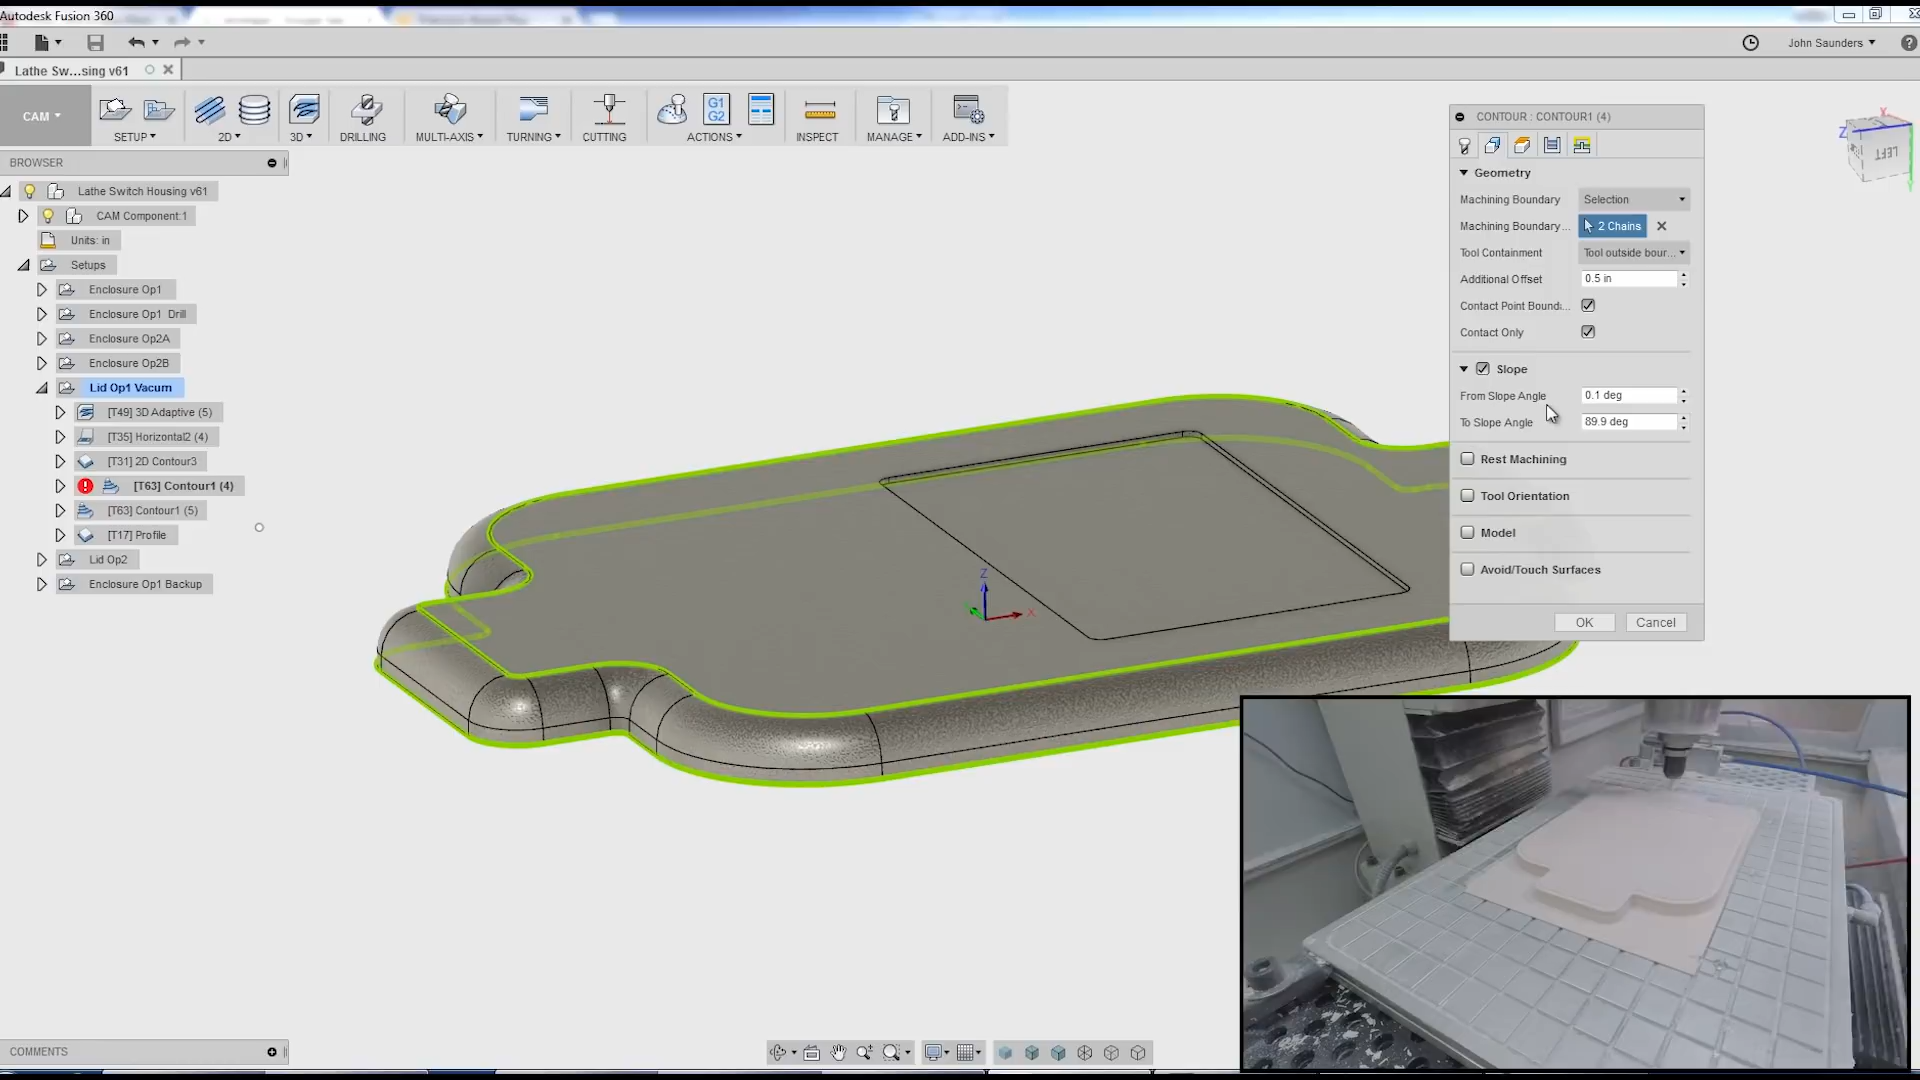 Autodesk Fusion 360
John Saunders
Lathe Sw...sing v61
CAM
SETUP
2D
3D
DRILLING
MULTI-AXIS
TURNING
CUTTING
G1
G2
ACTIONS
INSPECT
MANAGE
ADD-INS
BROWSER
Lathe Switch Housing v61
CAM Component:1
Units: in
Setups
Enclosure Op1
Enclosure Op1 Drill
Enclosure Op2A
Enclosure Op2B
Lid Op1 Vacum
[T49] 3D Adaptive (5)
[T35] Horizontal2 (4)
[T31] 2D Contour3
[T63] Contour1 (4)
[T63] Contour1 (5)
[T17] Profile
Lid Op2
Enclosure Op1 Backup
COMMENTS
Z
X
CONTOUR : CONTOUR1 (4)
Geometry
Machining Boundary Selection
Machining Boundary... 2 Chains
Tool Containment Tool outside bour...
Additional Offset 0.5 in
Contact Point Bound...
Contact Only
Slope
From Slope Angle 0.1 deg
To Slope Angle 89.9 deg
Rest Machining
Tool Orientation
Model
Avoid/Touch Surfaces
OK Cancel
X
Z
LEFT